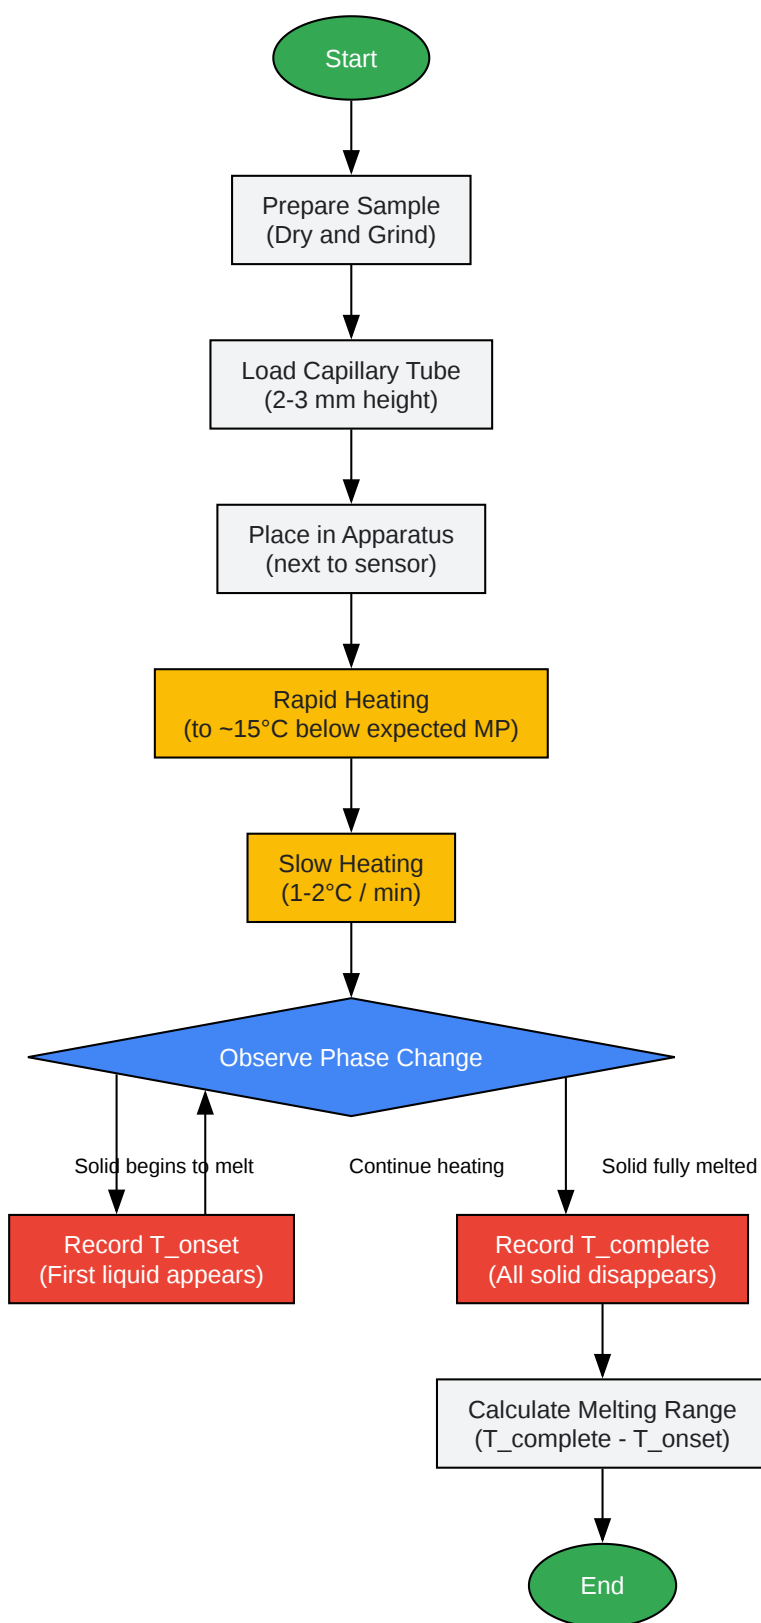 Start
Prepare Sample
(Dry and Grind)
Load Capillary Tube
(2-3 mm height)
Place in Apparatus
(next to sensor)
Rapid Heating
(to ~15°C below expected MP)
Slow Heating
(1-2°C / min)
Observe Phase Change
Solid begins to melt
Continue heating
Solid fully melted
Record T_onset
(First liquid appears)
Record T_complete
(All solid disappears)
Calculate Melting Range
(T_complete - T_onset)
End